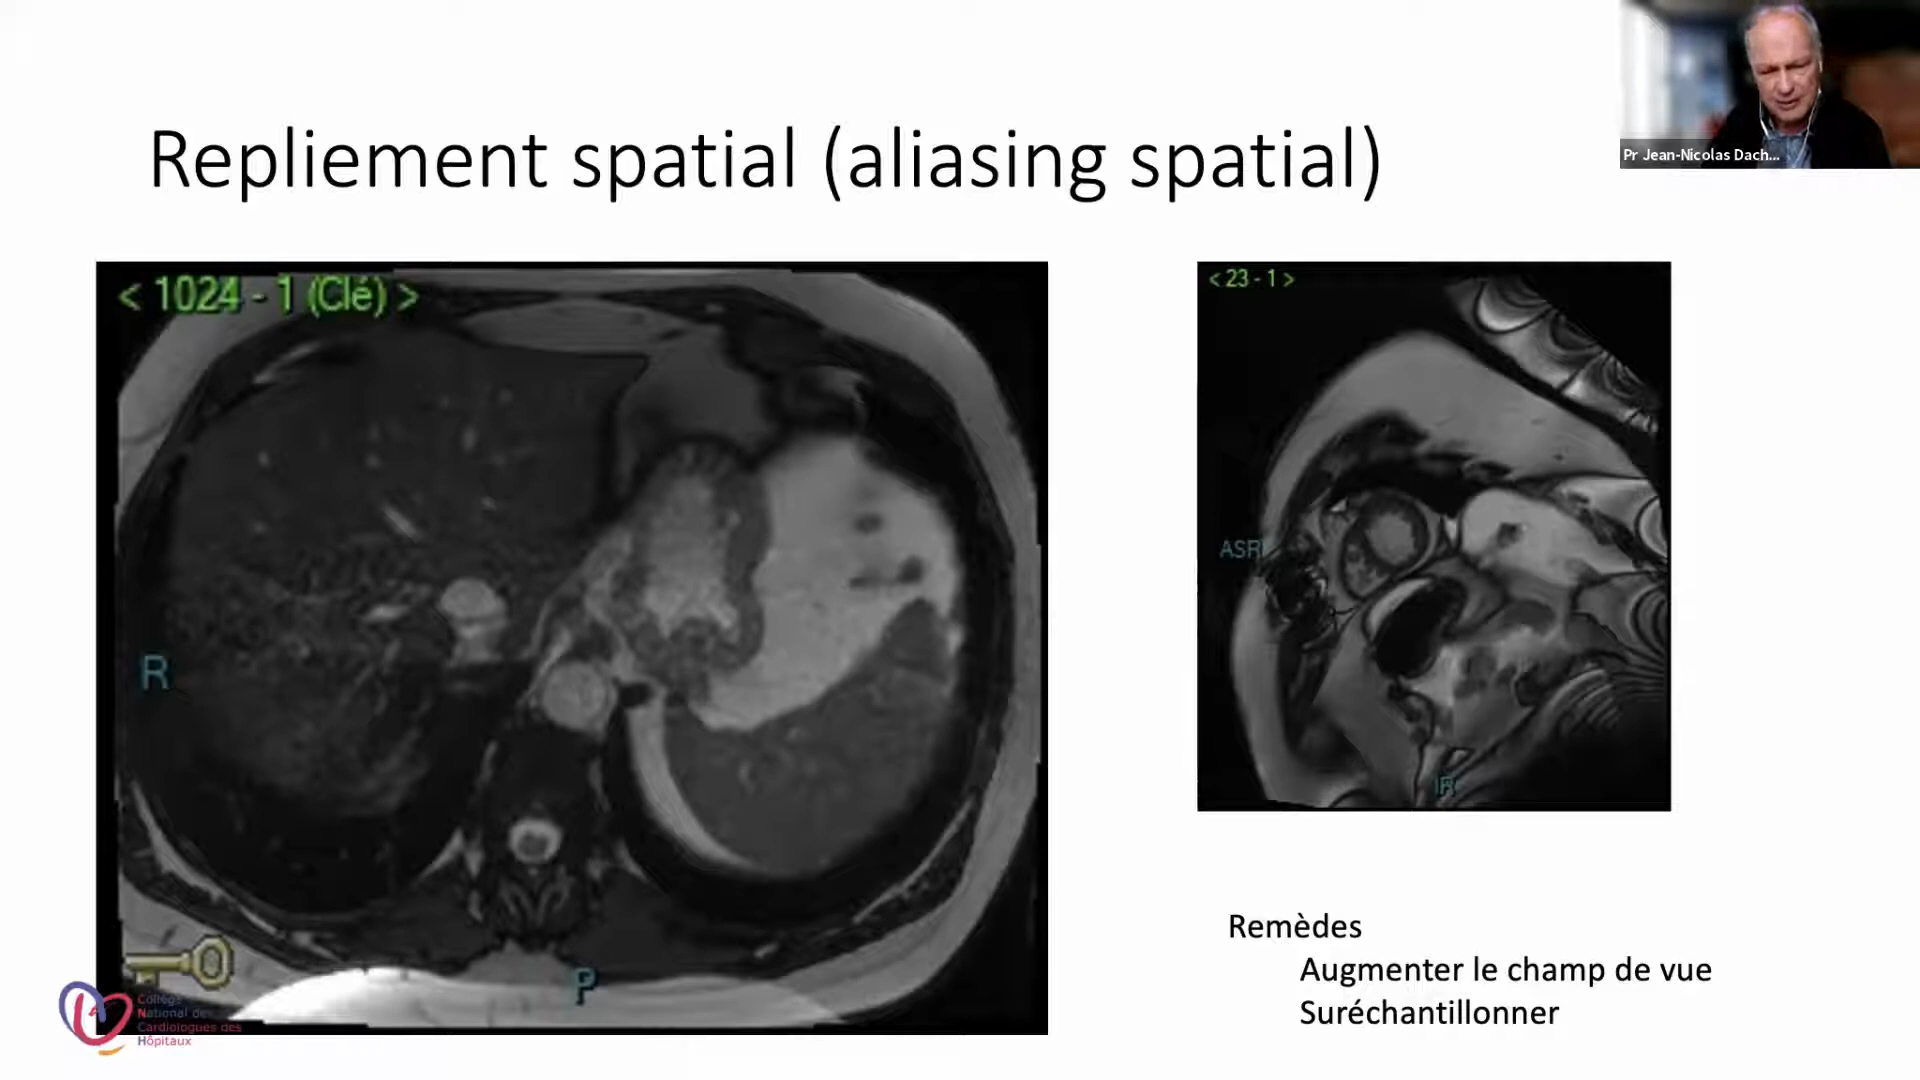 Repliement spatial (aliasing spatial)
Pr Jean-Nicolas Dach...
< 1024 - 1 (Clé) >
R
P
< 23 - 1 >
ASR
IR
Remèdes
Augmenter le champ de vue
Suréchantillonner
Collège
National des
Cardiologues des
Hôpitaux